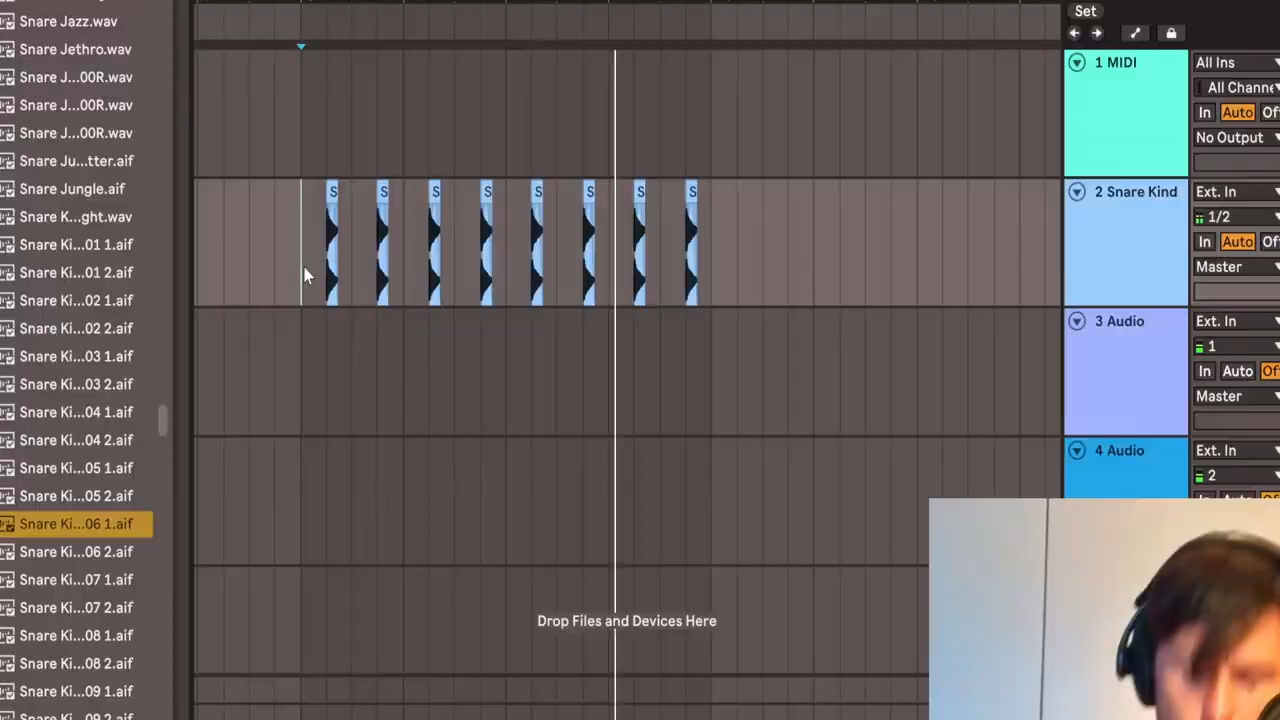 Snare Jazz.wav
Snare Jethro.wav
Snare J...00R.wav
Snare J...00R.wav
Snare J...00R.wav
Snare Ju...tter.aif
Snare Jungle.aif
Snare K...ght.wav
Snare Ki...01 1.aif
Snare Ki...01 2.aif
Snare Ki...02 1.aif
Snare Ki...02 2.aif
Snare Ki...03 1.aif
Snare Ki...03 2.aif
Snare Ki...04 1.aif
Snare Ki...04 2.aif
Snare Ki...05 1.aif
Snare Ki...05 2.aif
Snare Ki...06 1.aif
Snare Ki...06 2.aif
Snare Ki...07 1.aif
Snare Ki...07 2.aif
Snare Ki...08 1.aif
Snare Ki...08 2.aif
Snare Ki...09 1.aif
S S S S S S S S
Drop Files and Devices Here
Set
1 MIDI
All Ins
All Channe
In Auto Of
No Output
2 Snare Kind
Ext. In
1/2
In Auto Of
Master
3 Audio
Ext. In
1
In Auto Of
Master
4 Audio
Ext. In
2